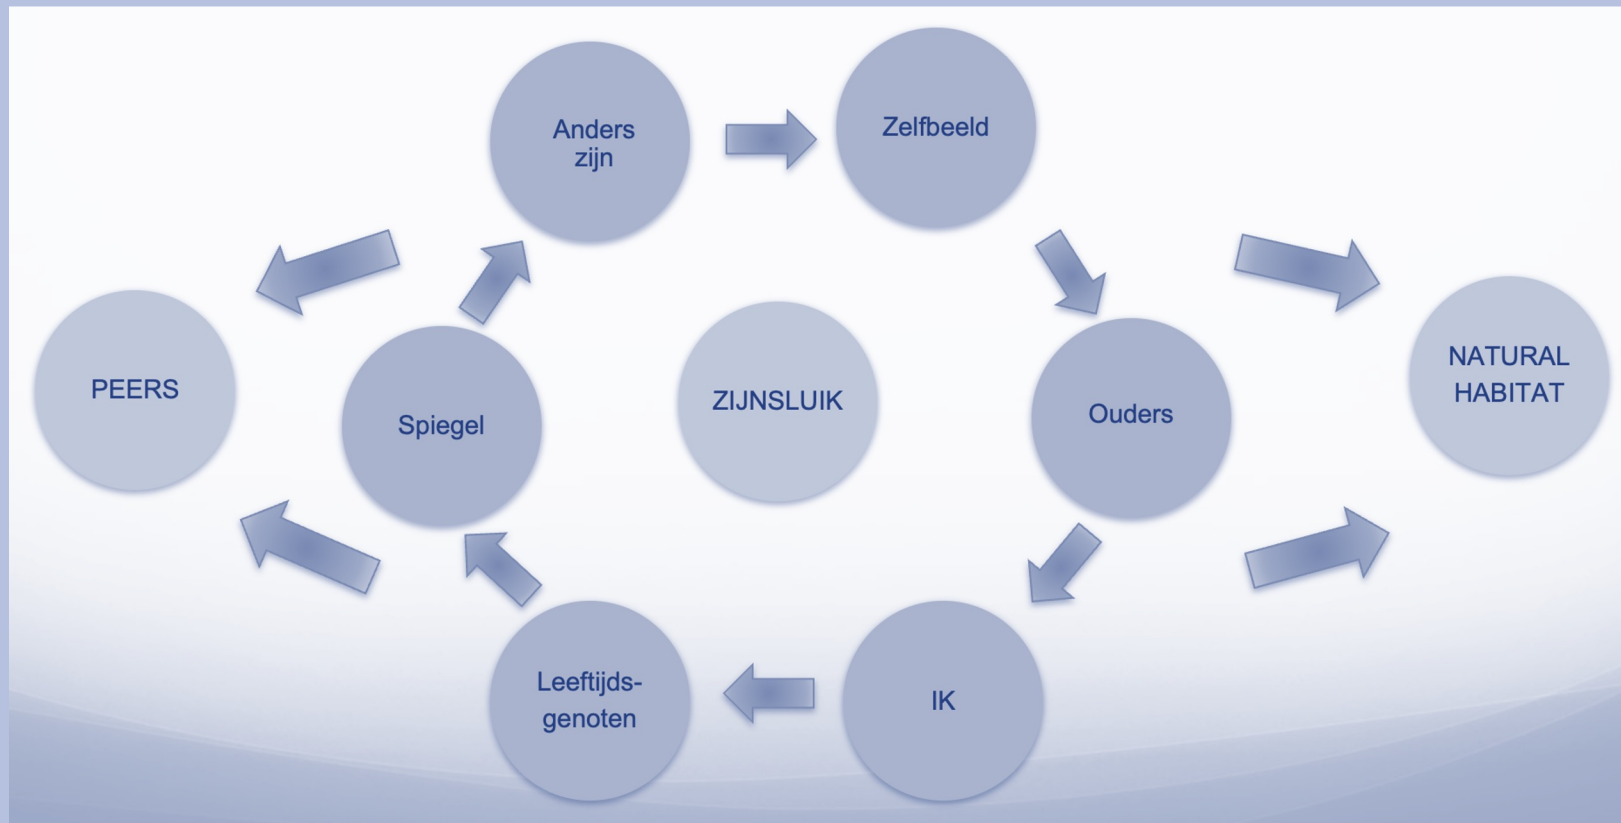 Anders
zijn
Zelfbeeld
PEERS
Spiegel
ZIJNSLUIK
Ouders
NATURAL
HABITAT
Leeftijds-
genoten
IK